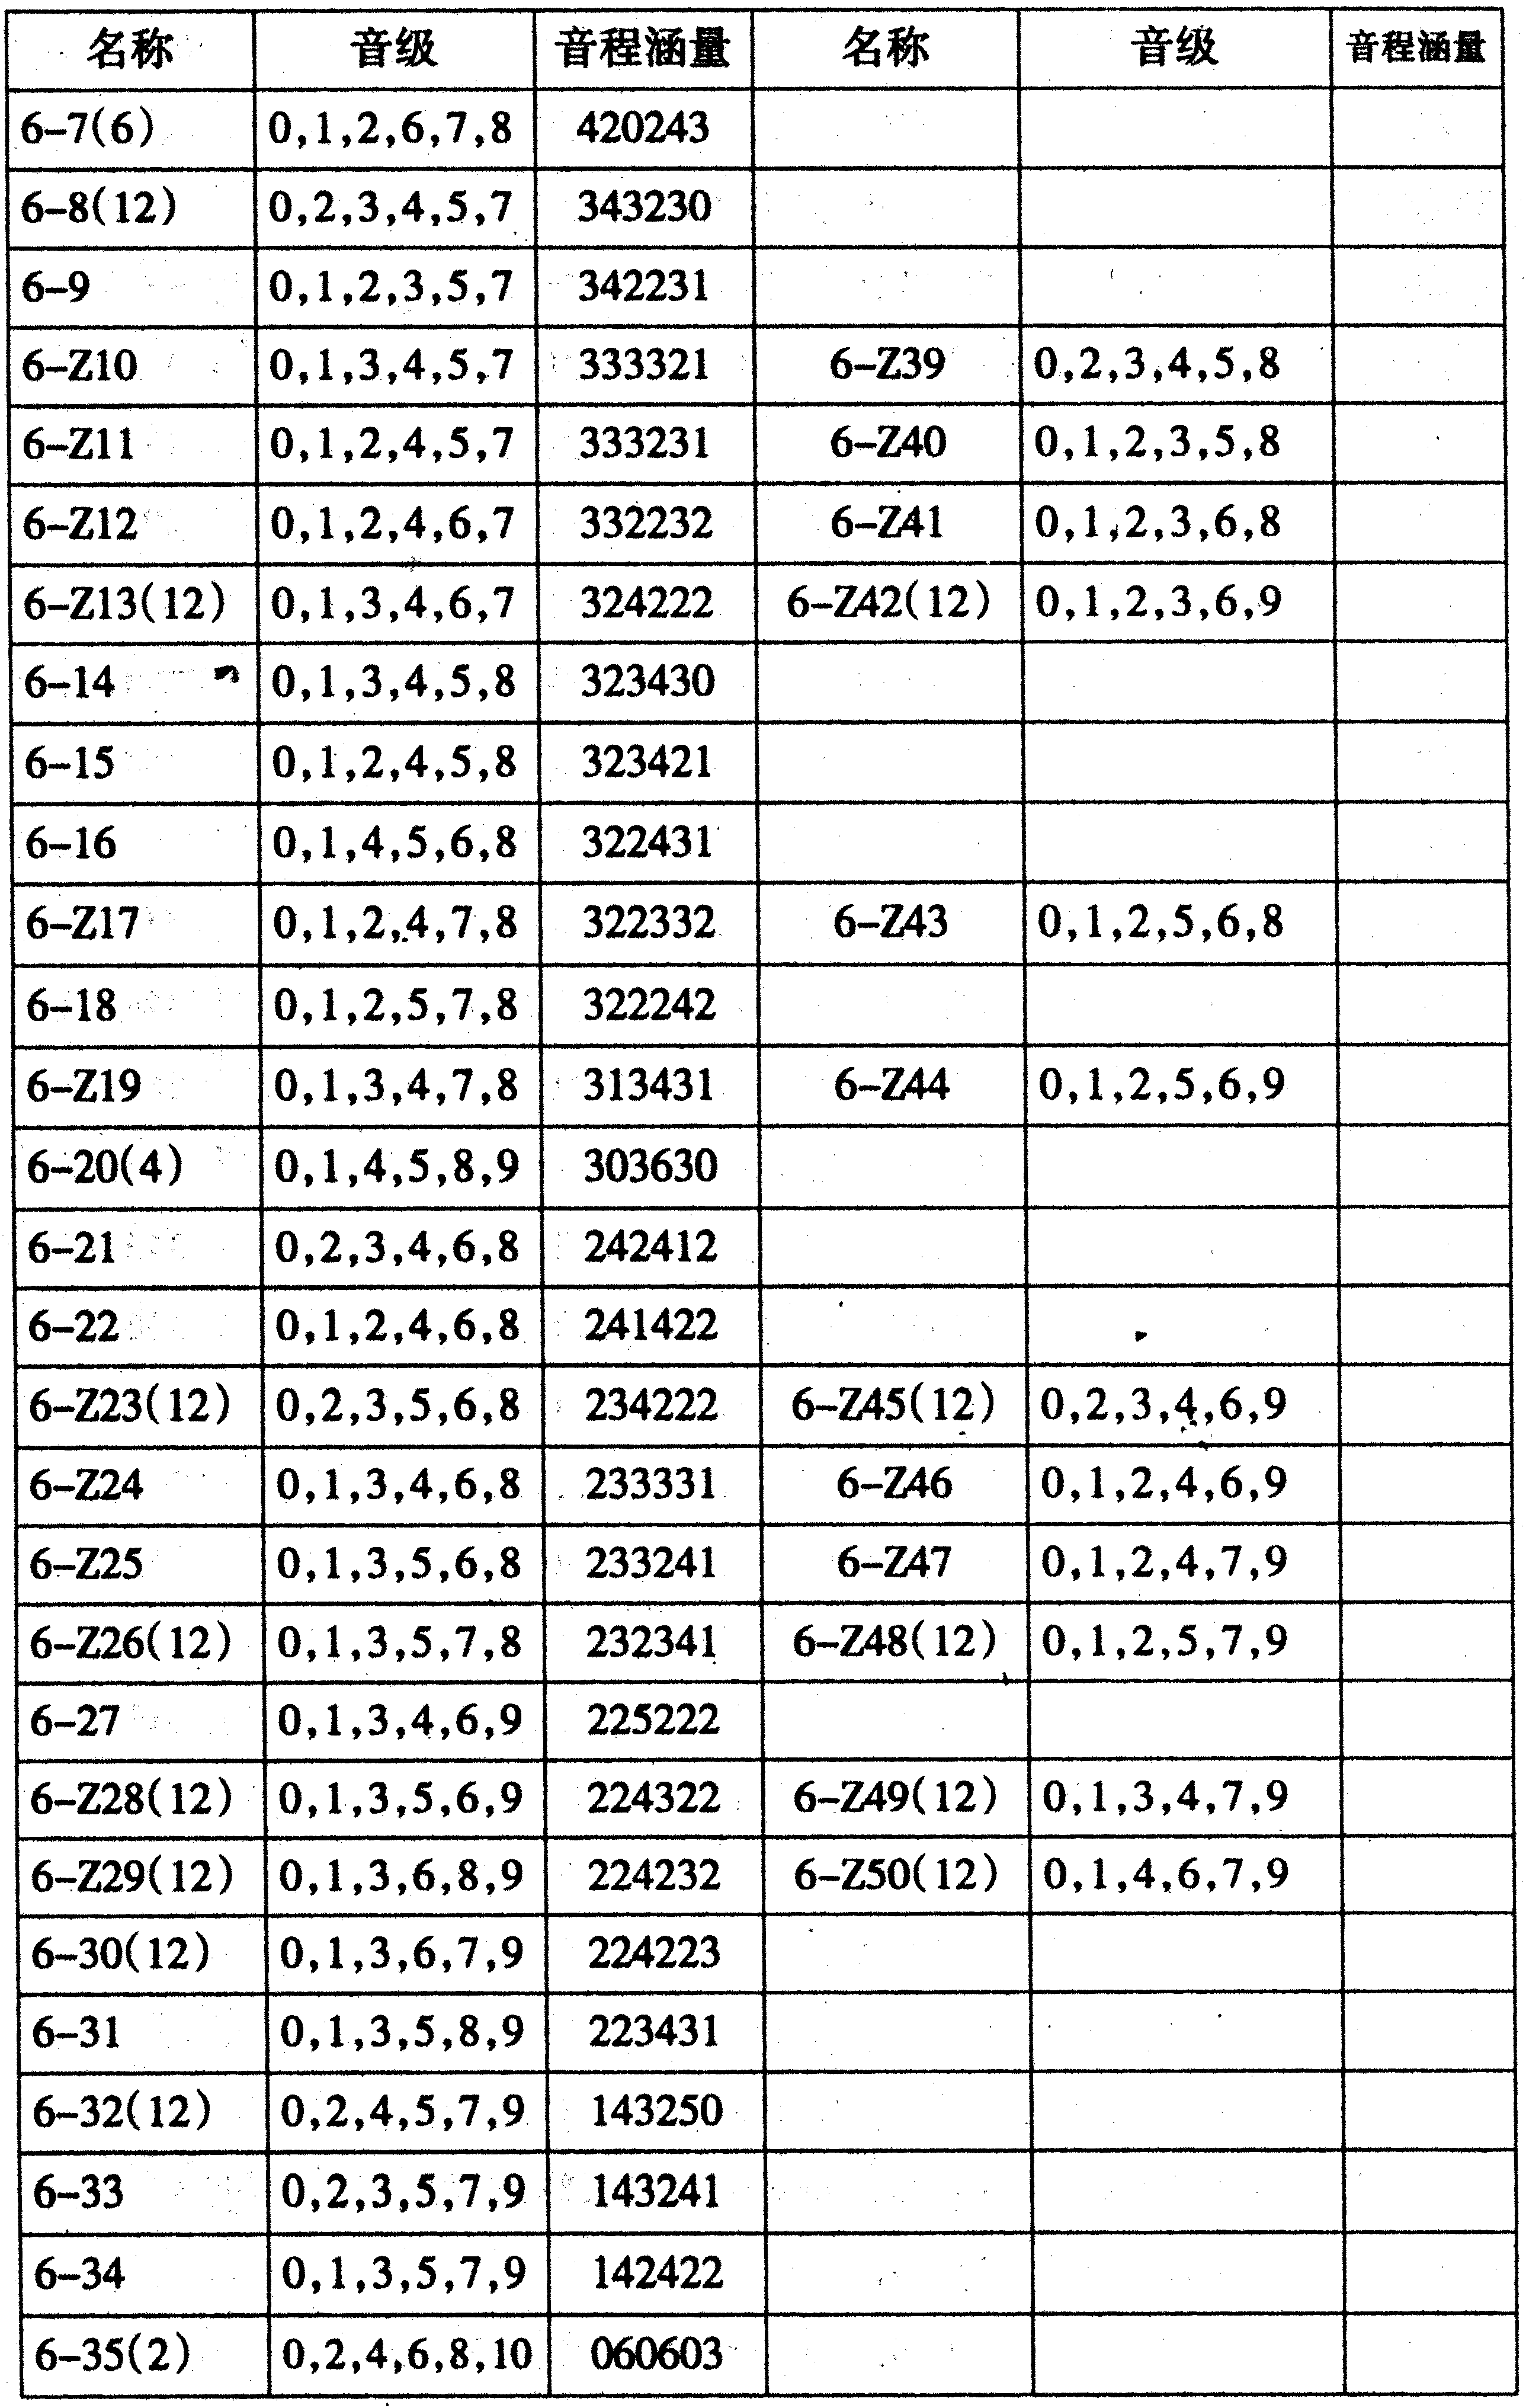 名称 音级 音程涵量 名称 音级 音程涵量
6-7(6) 0,1,2,6,7,8 420243
6-8(12) 0,2,3,4,5,7 343230
6-9 0,1,2,3,5,7 342231
6-Z10 0,1,3,4,5,7 333321 6-Z39 0,2,3,4,5,8
6-Z11 0,1,2,4,5,7 333231 6-Z40 0,1,2,3,5,8
6-Z12 0,1,2,4,6,7 332232 6-Z41 0,1,2,3,6,8
6-Z13(12) 0,1,3,4,6,7 324222 6-Z42(12) 0,1,2,3,6,9
6-14 0,1,3,4,5,8 323430
6-15 0,1,2,4,5,8 323421
6-16 0,1,4,5,6,8 322431
6-Z17 0,1,2,4,7,8 322332 6-Z43 0,1,2,5,6,8
6-18 0,1,2,5,7,8 322242
6-Z19 0,1,3,4,7,8 313431 6-Z44 0,1,2,5,6,9
6-20(4) 0,1,4,5,8,9 303630
6-21 0,2,3,4,6,8 242412
6-22 0,1,2,4,6,8 241422
6-Z23(12) 0,2,3,5,6,8 234222 6-Z45(12) 0,2,3,4,6,9
6-Z24 0,1,3,4,6,8 233331 6-Z46 0,1,2,4,6,9
6-Z25 0,1,3,5,6,8 233241 6-Z47 0,1,2,4,7,9
6-Z26(12) 0,1,3,5,7,8 232341 6-Z48(12) 0,1,2,5,7,9
6-27 0,1,3,4,6,9 225222
6-Z28(12) 0,1,3,5,6,9 224322 6-Z49(12) 0,1,3,4,7,9
6-Z29(12) 0,1,3,6,8,9 224232 6-Z50(12) 0,1,4,6,7,9
6-30(12) 0,1,3,6,7,9 224223
6-31 0,1,3,5,8,9 223431
6-32(12) 0,2,4,5,7,9 143250
6-33 0,2,3,5,7,9 143241
6-34 0,1,3,5,7,9 142422
6-35(2) 0,2,4,6,8,10 060603